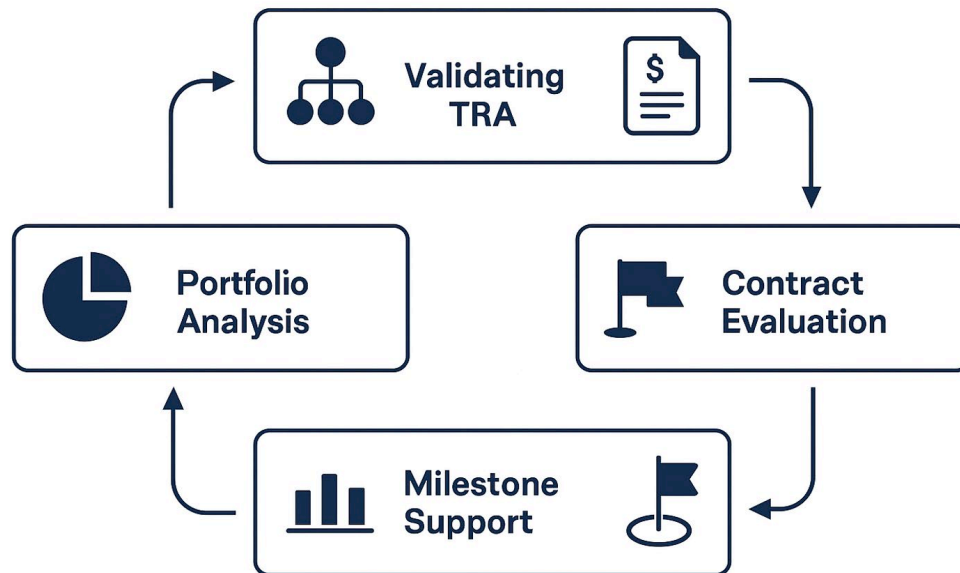 Validating
TRA
$
Portfolio
Analysis
Contract
Evaluation
Milestone
Support